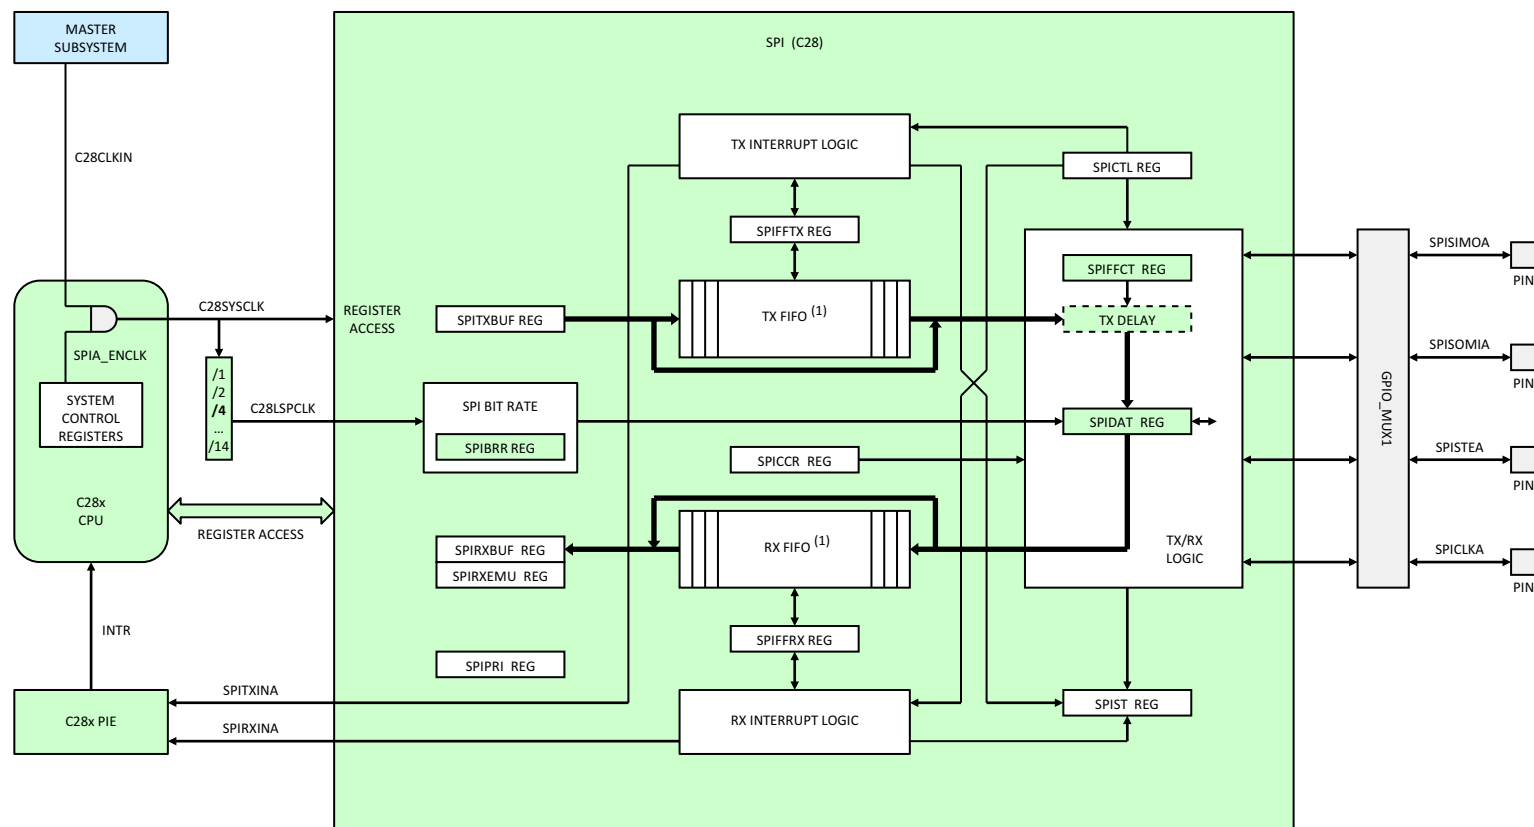 MASTER
SUBSYSTEM
SPI (C28)
C28CLKIN
TX INTERRUPT LOGIC
SPICTL REG
SPIFFTX REG
SPISIMOA
PIN
SPIFFCT REG
C28SYSCLK
REGISTER
ACCESS
SPITXBUF REG
TX FIFO (1)
TX DELAY
SPIA_ENCLK
SPISOMIA
PIN
/1
/2
/4
...
/14
SYSTEM
CONTROL
REGISTERS
C28LSPCLK
SPI BIT RATE
SPIBRR REG
SPIDAT REG
GPIO_MUX1
SPICCR REG
SPISTEA
PIN
C28x
CPU
REGISTER ACCESS
SPIRXBUF REG
SPIRXEMU REG
RX FIFO (1)
TX/RX
LOGIC
SPICLKA
PIN
INTR
SPIFFRX REG
SPIPRI REG
SPITXINA
C28x PIE
SPIRXINA
RX INTERRUPT LOGIC
SPIST REG